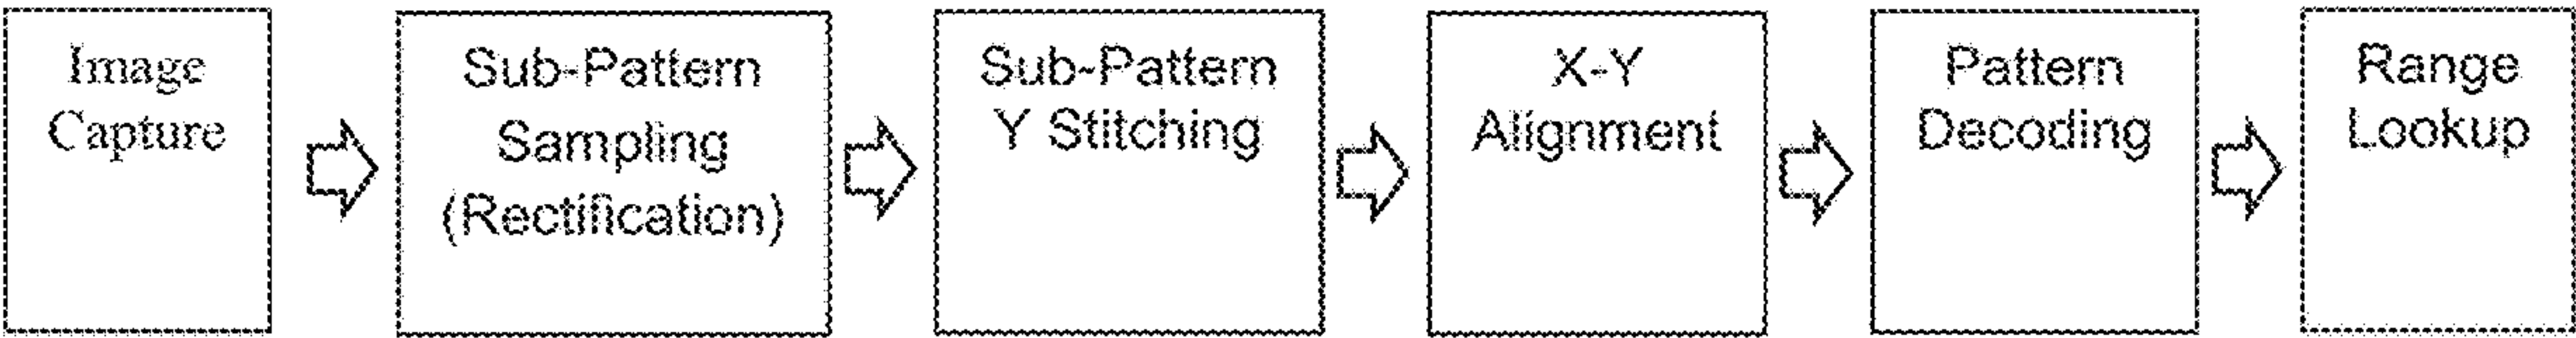 Image
Capture
Sub-Pattern
Sampling
(Rectification)
Sub-Pattern
Y Stitching
X-Y
Alignment
Pattern
Decoding
Range
Lookup